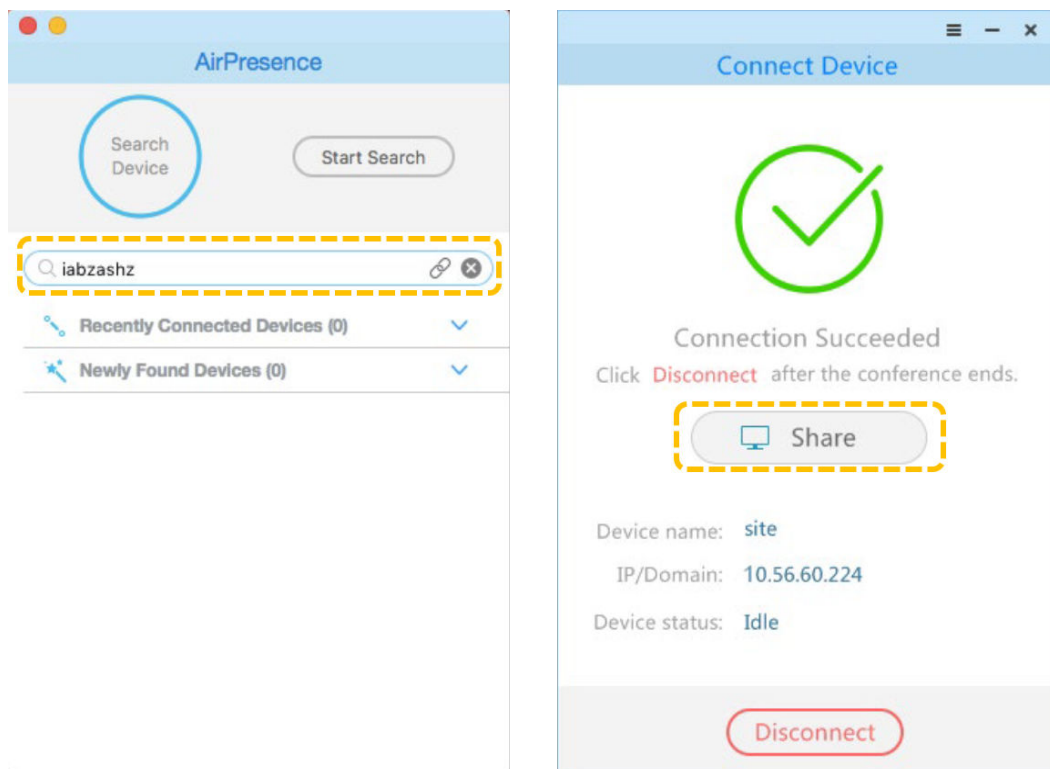 AirPresence
Search
Device
Start Search
iabzashz
Recently Connected Devices (0)
Newly Found Devices (0)
Connect Device
Connection Succeeded
Click Disconnect after the conference ends.
Share
Device name: site
IP/Domain: 10.56.60.224
Device status: Idle
Disconnect